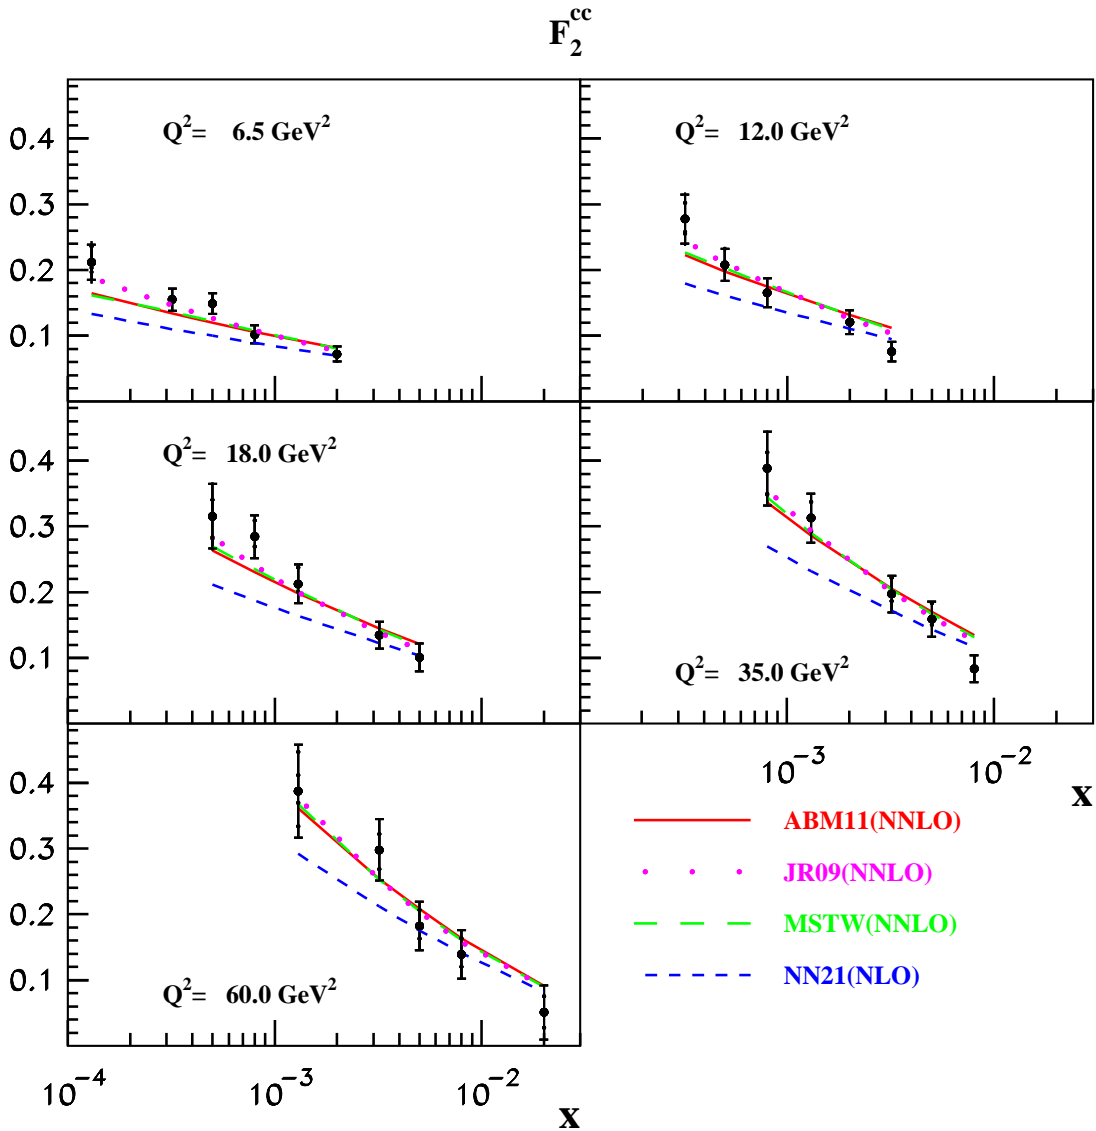 F₂ᶜᶜ
Q²= 6.5 GeV²
Q²= 12.0 GeV²
0.4
0.3
0.2
0.1
Q²= 18.0 GeV²
Q²= 35.0 GeV²
0.4
0.3
0.2
0.1
10⁻³ 10⁻²
x
Q²= 60.0 GeV²
0.4
0.3
0.2
0.1
10⁻⁴ 10⁻³ 10⁻²
x
ABM11(NNLO)
JR09(NNLO)
MSTW(NNLO)
NN21(NLO)